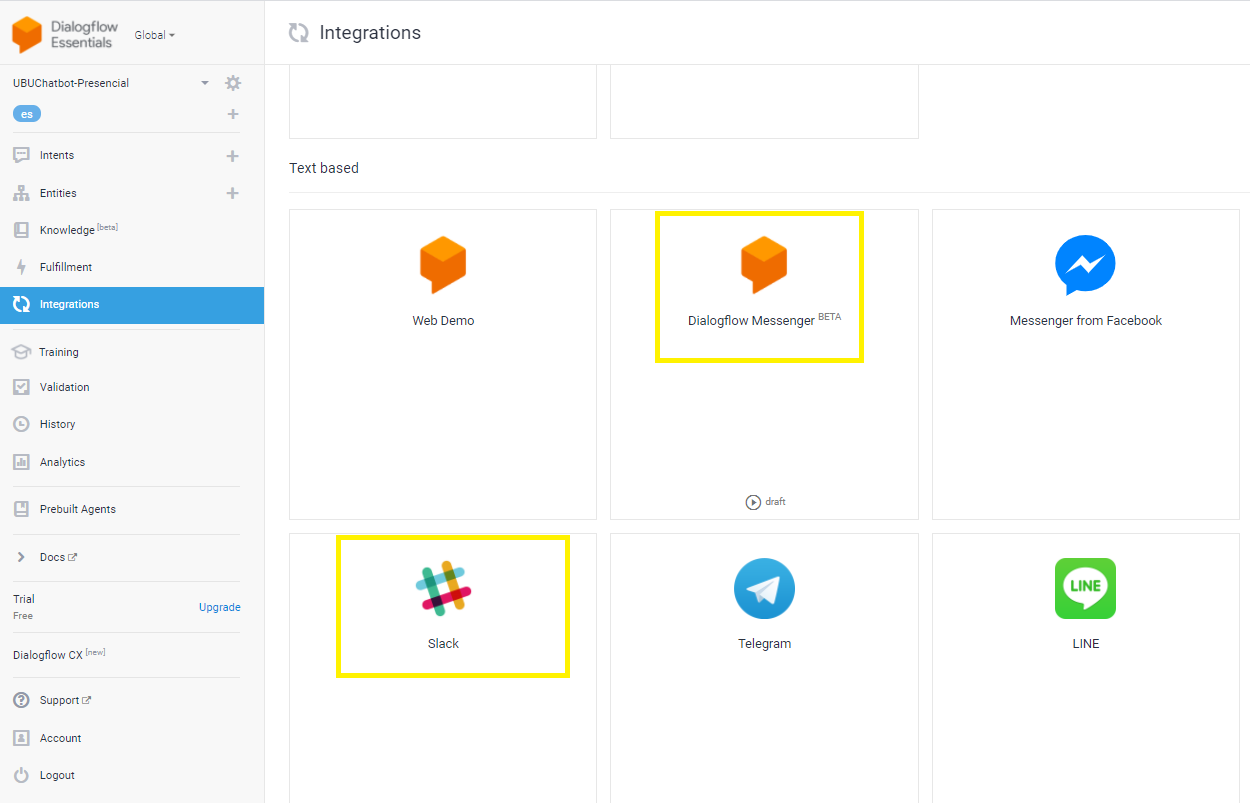 Dialogflow
Essentials
Global
Integrations
UBUChatbot-Presencial
es
Intents
Entities
Knowledge [beta]
Fulfillment
Integrations
Training
Validation
History
Analytics
Prebuilt Agents
Docs
Trial
Free
Upgrade
Dialogflow CX [new]
Support
Account
Logout
Text based
Web Demo
Dialogflow Messenger BETA
Messenger from Facebook
draft
Slack
Telegram
LINE
LINE